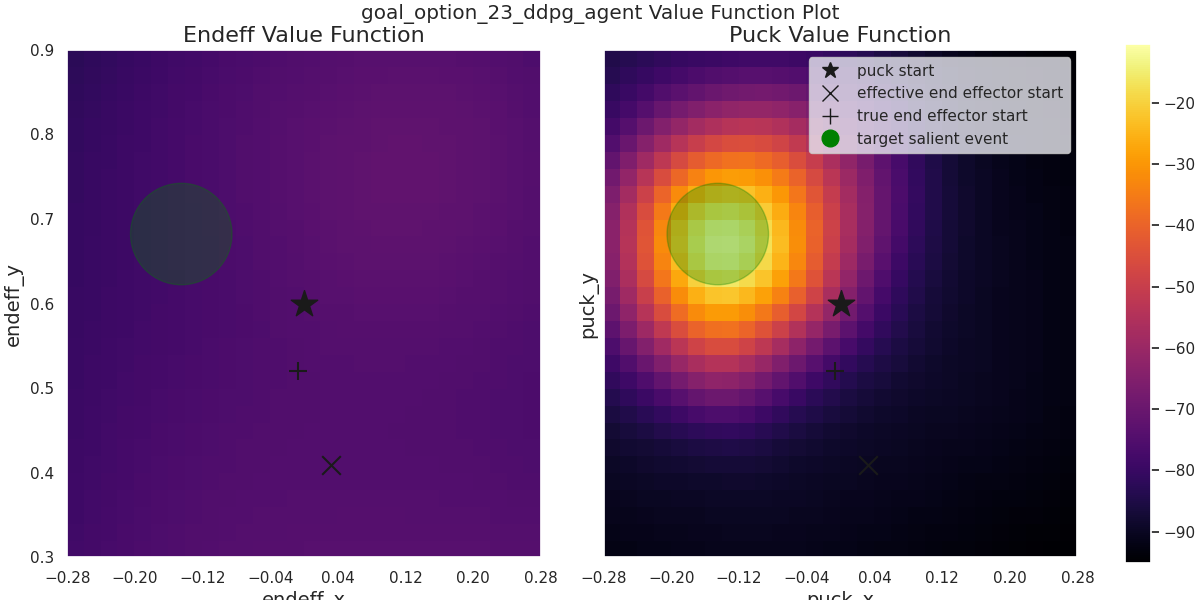 goal_option_23_ddpg_agent Value Function Plot
Endeff Value Function
Puck Value Function
puck start
effective end effector start
true end effector start
target salient event
endeff_y
0.9
0.8
0.7
0.6
0.5
0.4
0.3
−0.28 −0.20 −0.12 −0.04 0.04 0.12 0.20 0.28
endeff_x
puck_y
−0.28 −0.20 −0.12 −0.04 0.04 0.12 0.20 0.28
puck_x
−20
−30
−40
−50
−60
−70
−80
−90